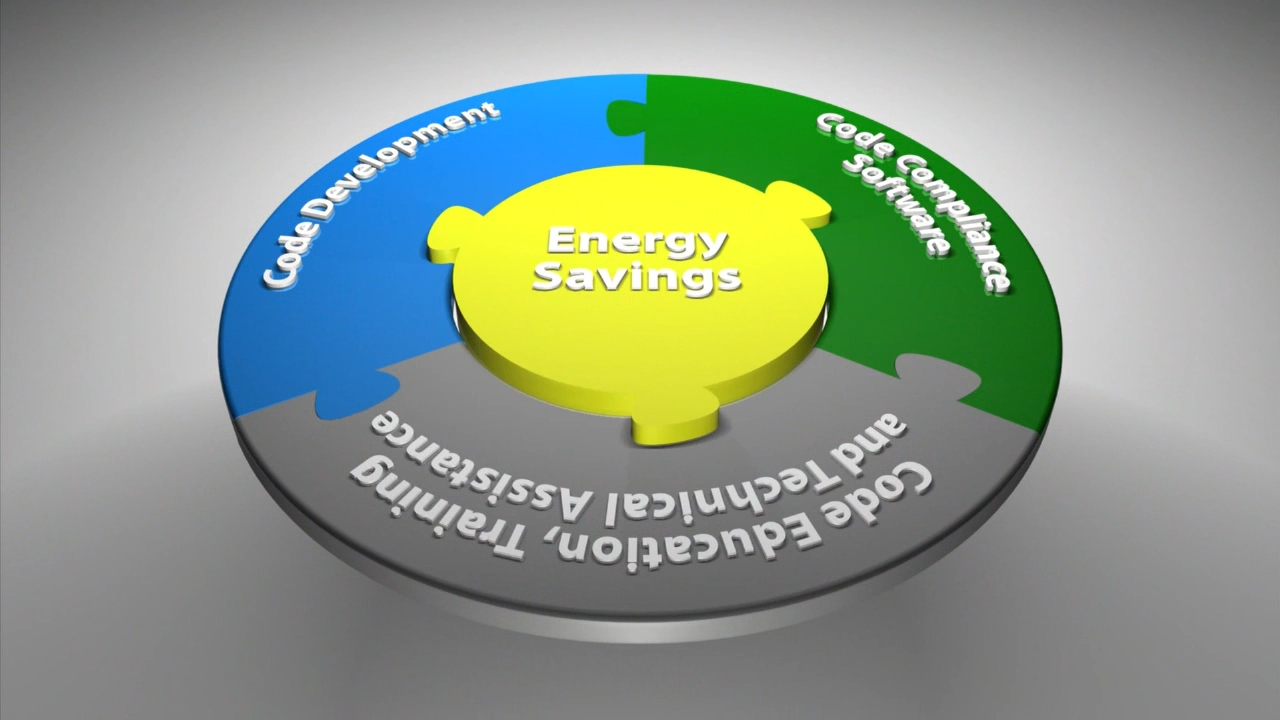 Code Development
Code Compliance
Software
Energy
Savings
Code Education, Training
and Technical Assistance